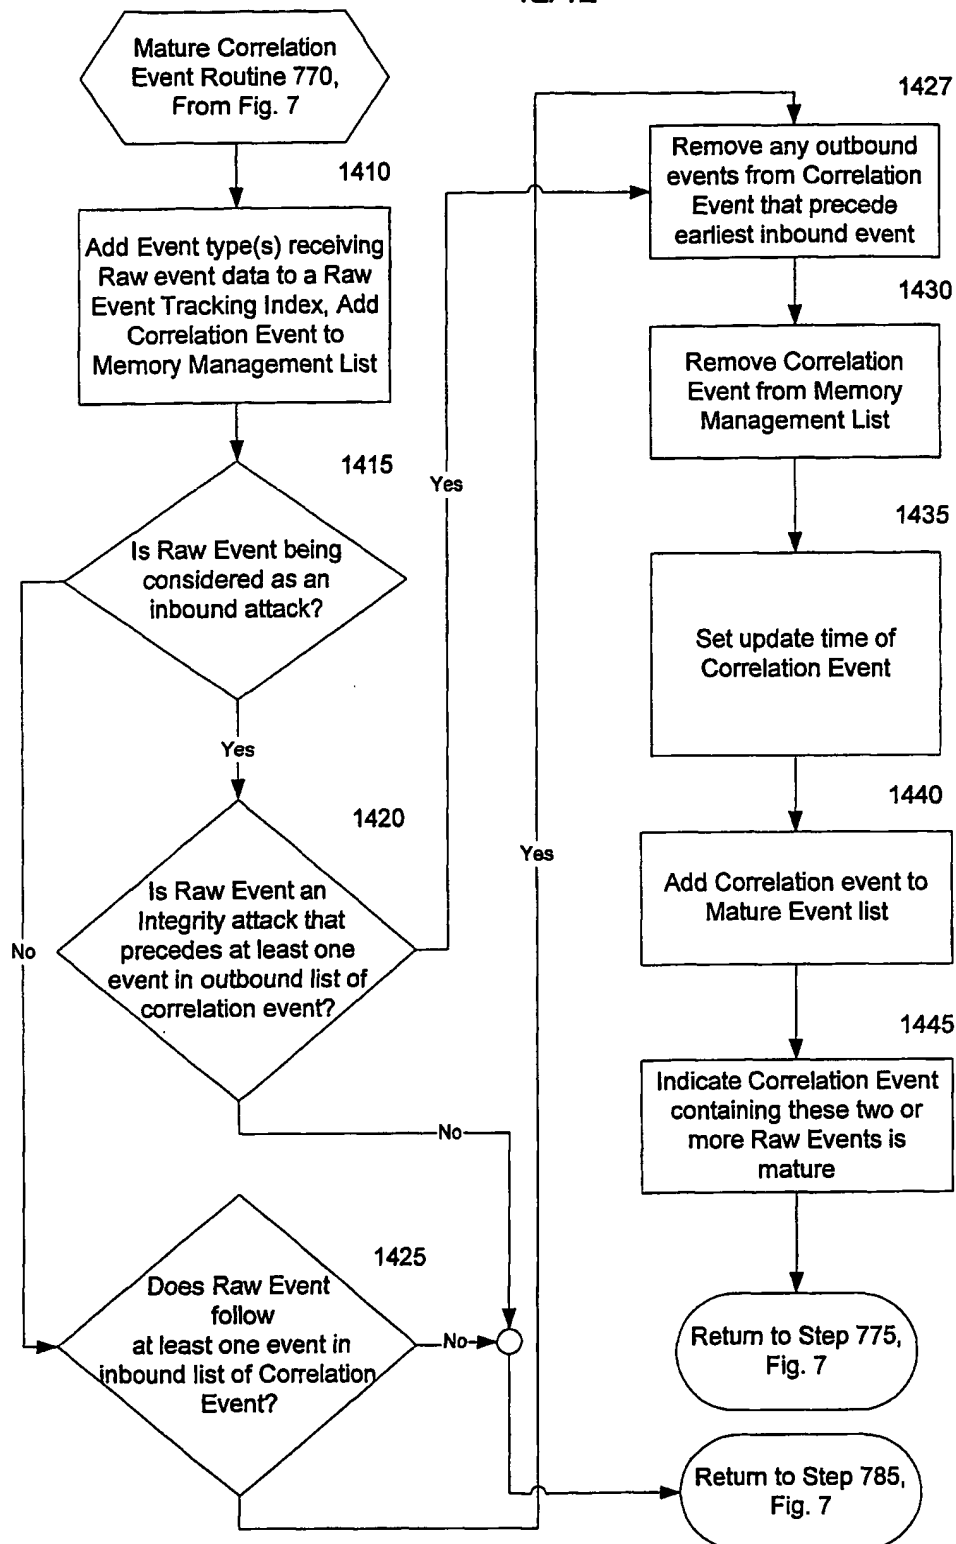 Mature Correlation
Event Routine 770,
From Fig. 7
1410
Add Event type(s) receiving
Raw event data to a Raw
Event Tracking Index, Add
Correlation Event to
Memory Management List
1415
Is Raw Event being
considered as an
inbound attack?
Yes
No
1420
Is Raw Event an
Integrity attack that
precedes at least one
event in outbound list of
correlation event?
Yes
No
1425
Does Raw Event
follow
at least one event in
inbound list of Correlation
Event?
No
Yes
1427
Remove any outbound
events from Correlation
Event that precede
earliest inbound event
1430
Remove Correlation
Event from Memory
Management List
1435
Set update time of
Correlation Event
1440
Add Correlation event to
Mature Event list
1445
Indicate Correlation Event
containing these two or
more Raw Events is
mature
Return to Step 775,
Fig. 7
Return to Step 785,
Fig. 7